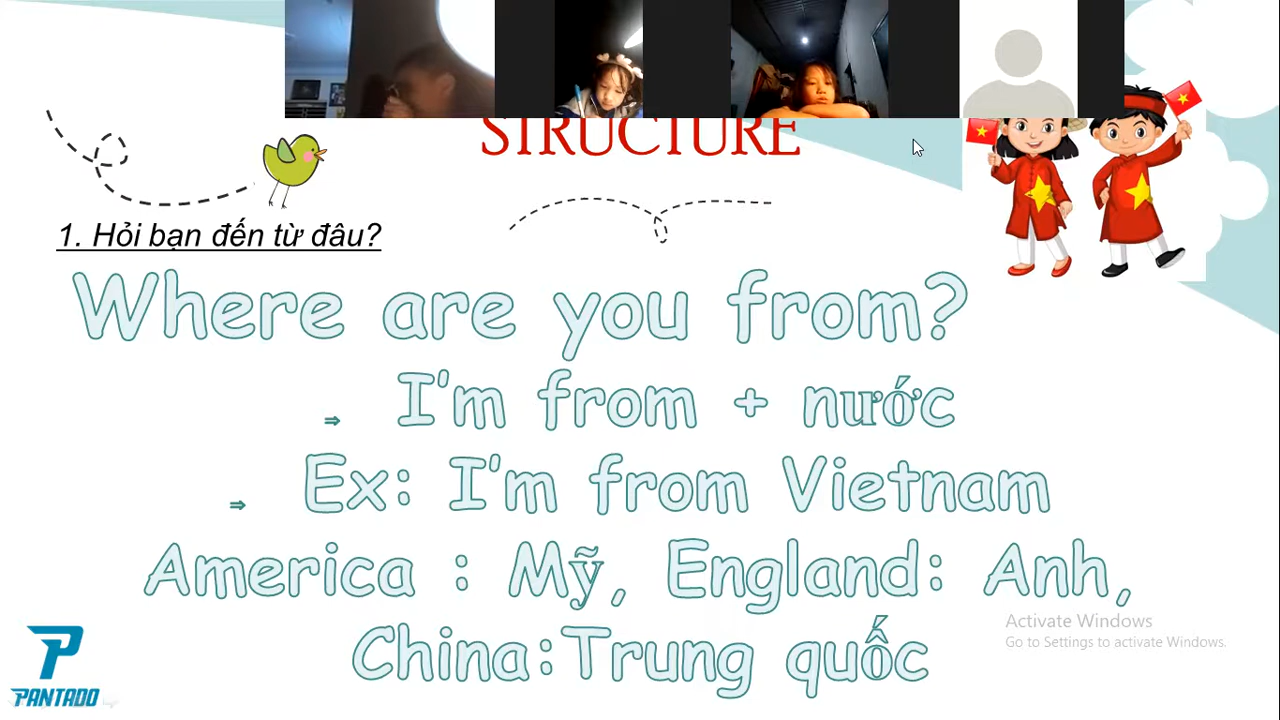 STRUCTURE
1. Hỏi bạn đến từ đâu?
Where are you from?
⇒ I'm from + nước
⇒ Ex: I'm from Vietnam
America : Mỹ, England: Anh,
China:Trung quốc
Activate Windows
Go to Settings to activate Windows.
PANTADO